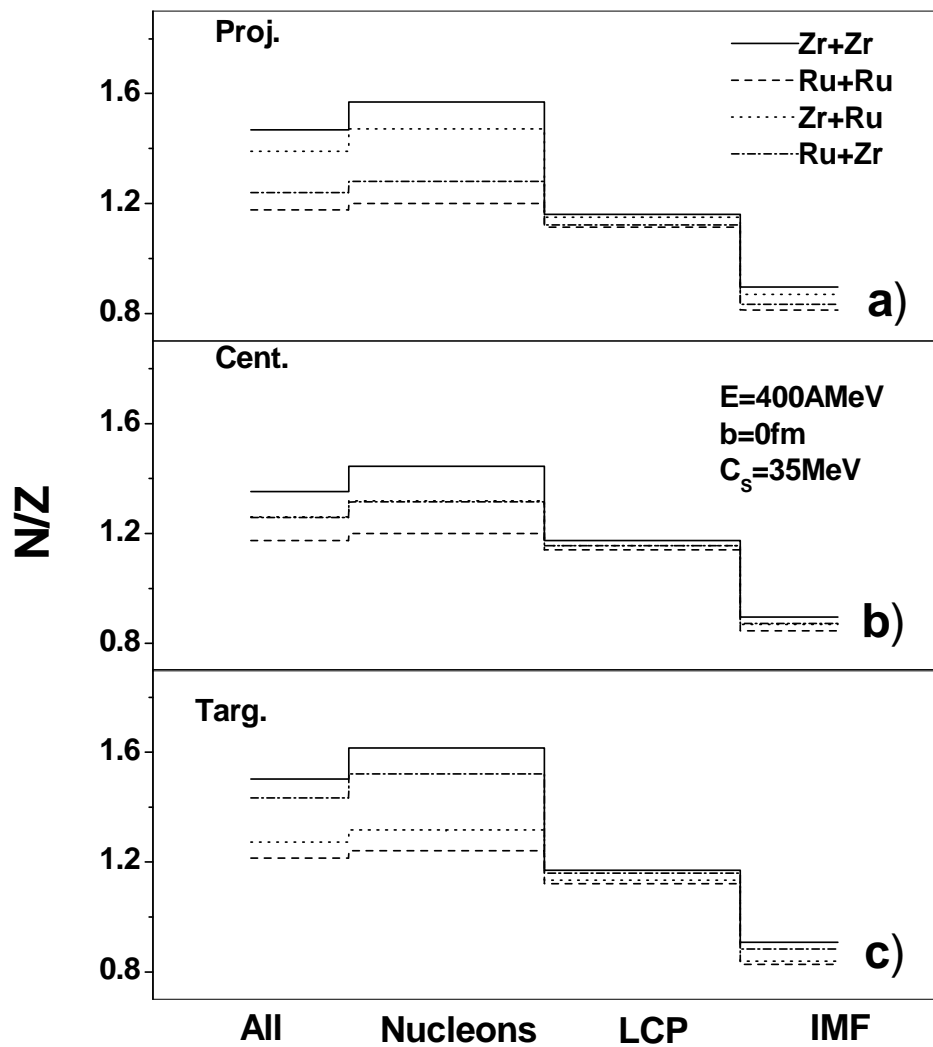 Proj.
Zr+Zr
Ru+Ru
Zr+Ru
Ru+Zr
1.6
1.2
0.8
a)
Cent.
E=400AMeV
b=0fm
C_S=35MeV
1.6
1.2
0.8
b)
N/Z
Targ.
1.6
1.2
0.8
c)
All Nucleons LCP IMF